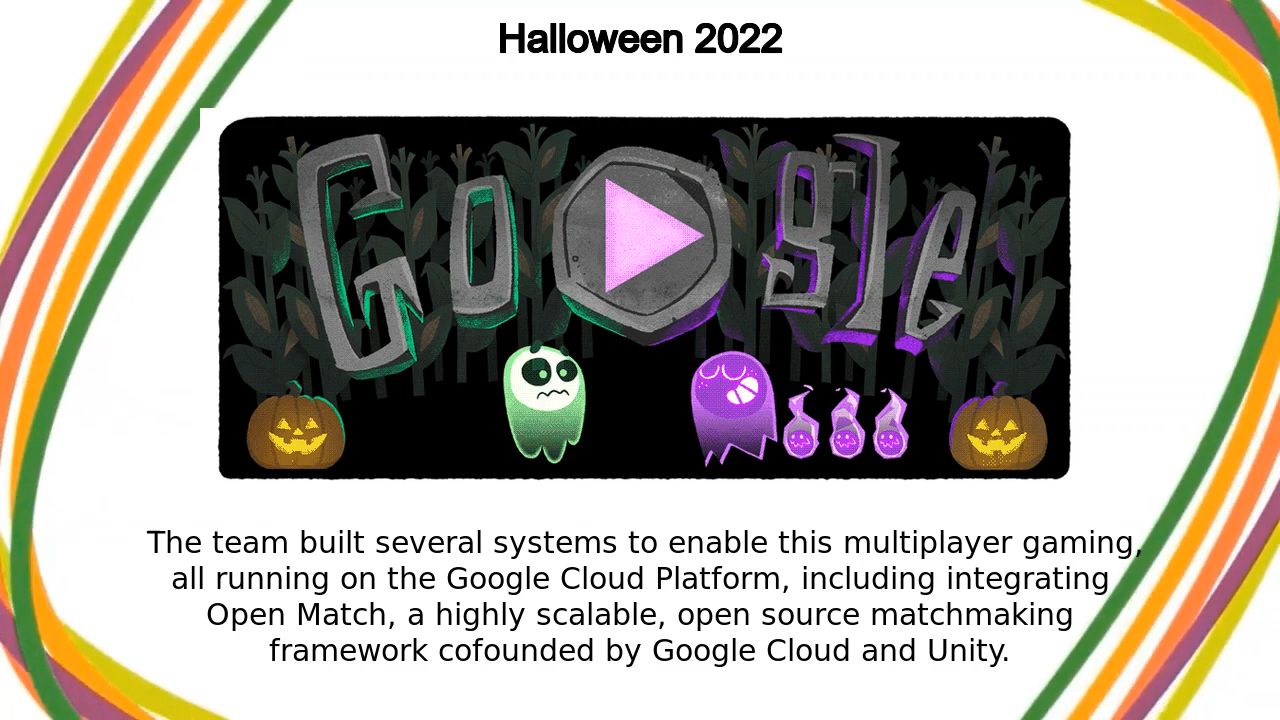 Halloween 2022
Google
The team built several systems to enable this multiplayer gaming,
all running on the Google Cloud Platform, including integrating
Open Match, a highly scalable, open source matchmaking
framework cofounded by Google Cloud and Unity.